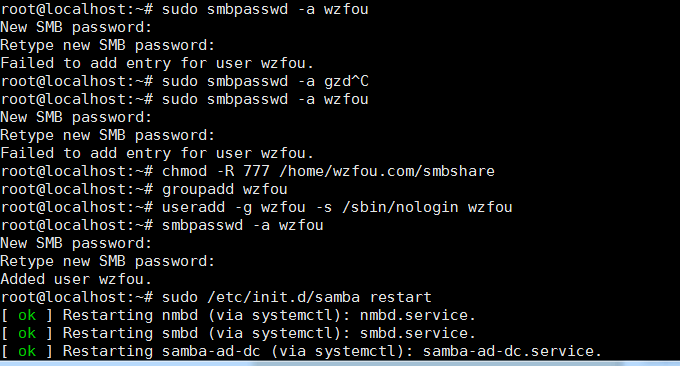 root@localhost:~# sudo smbpasswd -a wzfou
New SMB password:
Retype new SMB password:
Failed to add entry for user wzfou.
root@localhost:~# sudo smbpasswd -a gzd^C
root@localhost:~# sudo smbpasswd -a wzfou
New SMB password:
Retype new SMB password:
Failed to add entry for user wzfou.
root@localhost:~# chmod -R 777 /home/wzfou.com/smbshare
root@localhost:~# groupadd wzfou
root@localhost:~# useradd -g wzfou -s /sbin/nologin wzfou
root@localhost:~# smbpasswd -a wzfou
New SMB password:
Retype new SMB password:
Added user wzfou.
root@localhost:~# sudo /etc/init.d/samba restart
[ ok ] Restarting nmbd (via systemctl): nmbd.service.
[ ok ] Restarting smbd (via systemctl): smbd.service.
[ ok ] Restarting samba-ad-dc (via systemctl): samba-ad-dc.service.